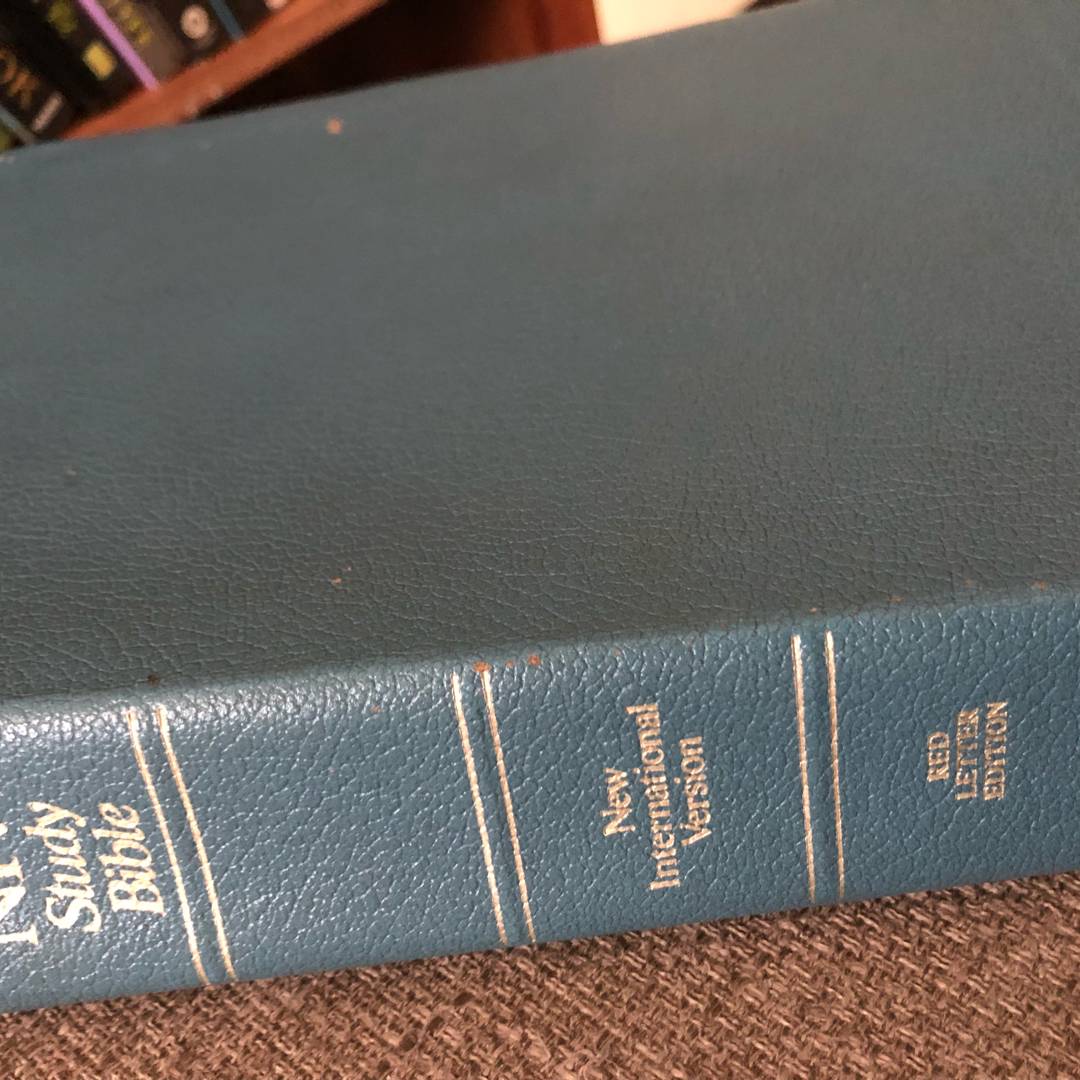 Study
Bible
New
International
Version
RED
LETTER
EDITION